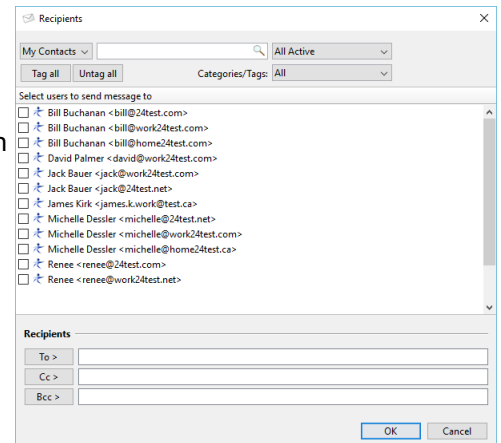 Recipients
My Contacts All Active
Tag all Untag all Categories/Tags: All
Select users to send message to
Bill Buchanan <bill@24test.com>
Bill Buchanan <bill@work24test.com>
Bill Buchanan <bill@home24test.com>
David Palmer <david@work24test.com>
Jack Bauer <jack@work24test.com>
Jack Bauer <jack@24test.net>
James Kirk <james.k.work@test.ca>
Michelle Dessler <michelle@24test.net>
Michelle Dessler <michelle@work24test.com>
Michelle Dessler <michelle@home24test.ca>
Renee <renee@24test.com>
Renee <renee@work24test.net>
Recipients
To >
Cc >
Bcc >
OK Cancel